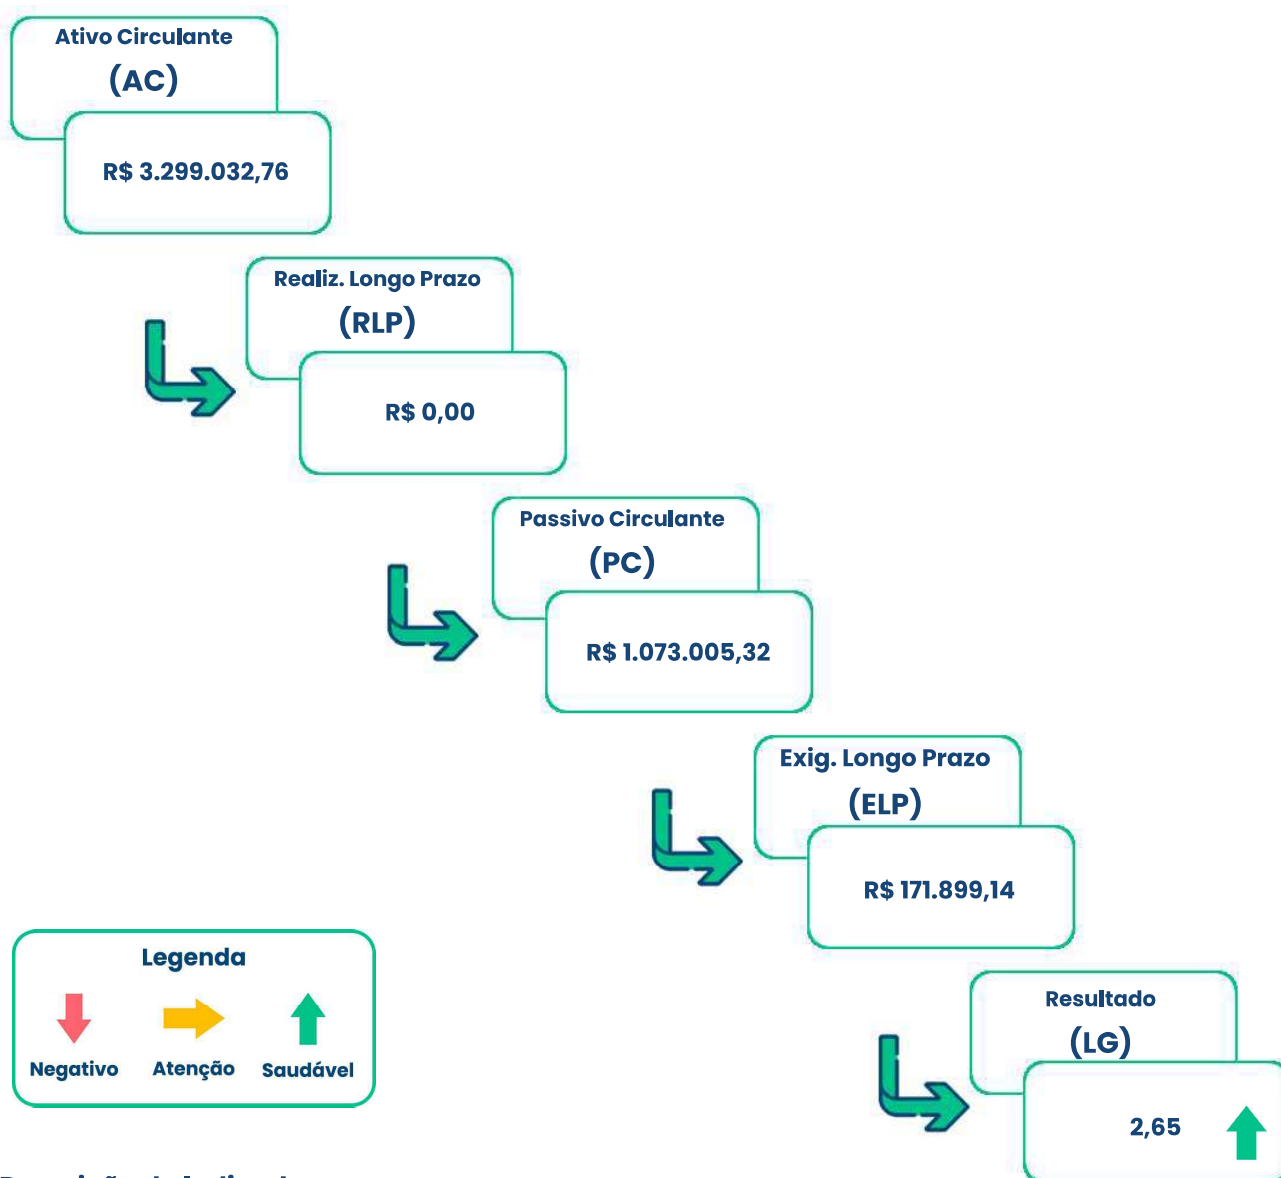 Ativo Circulante
(AC)
R$ 3.299.032,76
Realiz. Longo Prazo
(RLP)
R$ 0,00
Passivo Circulante
(PC)
R$ 1.073.005,32
Exig. Longo Prazo
(ELP)
R$ 171.899,14
Legenda
Negativo
Atenção
Saudável
Resultado
(LG)
2,65